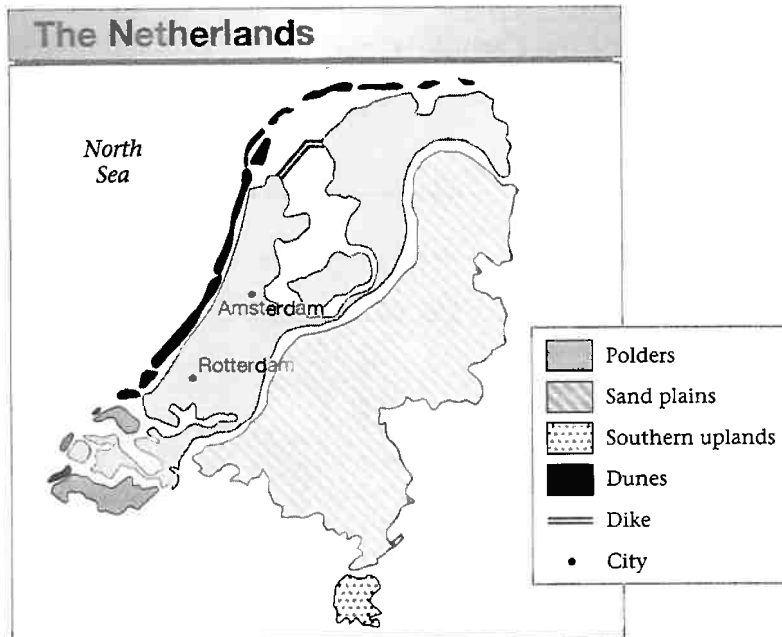 The Netherlands
North
Sea
Amsterdam
Rotterdam
Polders
Sand plains
Southern uplands
Dunes
Dike
City